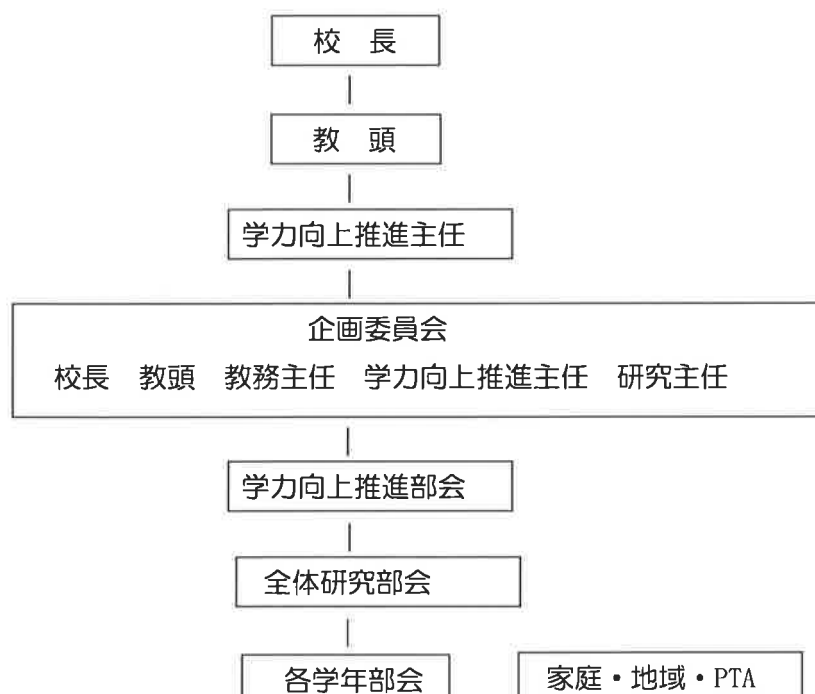 校　長
教　頭
学力向上推進主任
企画委員会
校長　教頭　教務主任　学力向上推進主任　研究主任
学力向上推進部会
全体研究部会
各学年部会
家庭・地域・PTA